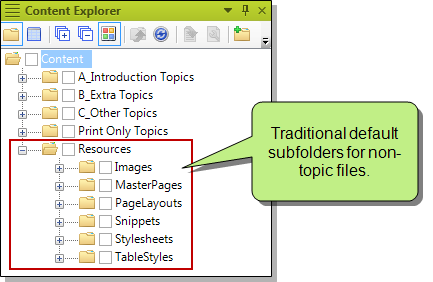 Content Explorer
Content
A_Introduction Topics
B_Extra Topics
C_Other Topics
Print Only Topics
Resources
Images
MasterPages
PageLayouts
Snippets
Stylesheets
TableStyles
Traditional default
subfolders for non-
topic files.